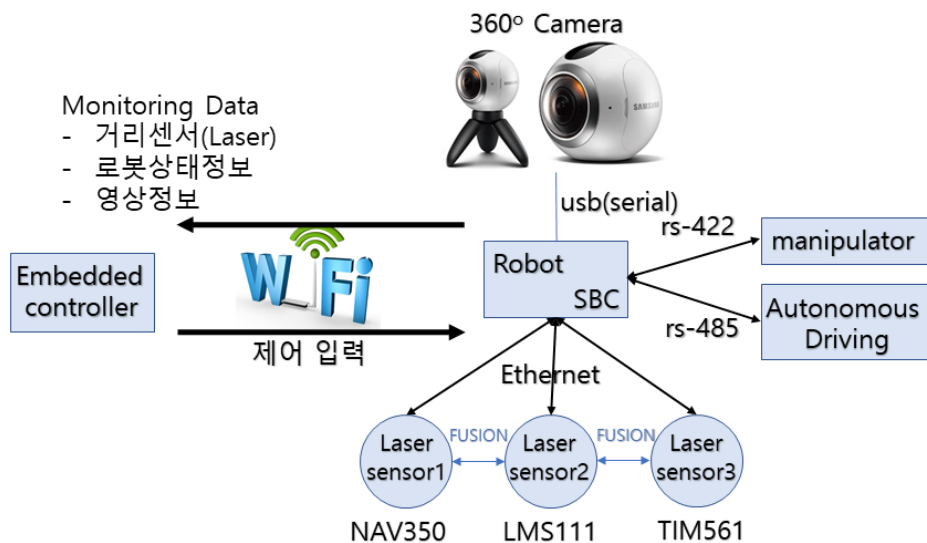 360° Camera
SAMSUNG
Monitoring Data
- 거리센서(Laser)
- 로봇상태정보
- 영상정보
usb(serial)
rs-422
manipulator
Embedded
controller
WiFi
Robot
SBC
rs-485
Autonomous
Driving
제어 입력
Ethernet
Laser
sensor1
FUSION
Laser
sensor2
FUSION
Laser
sensor3
NAV350
LMS111
TIM561